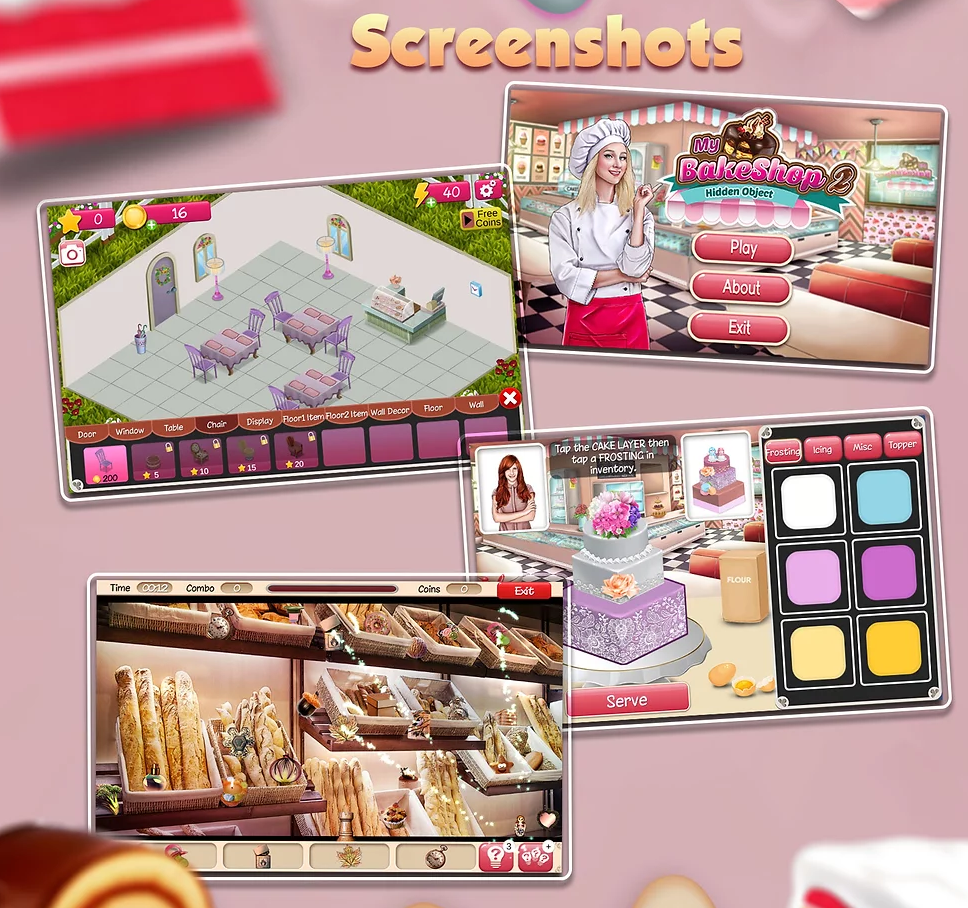 Screenshots
My
BakeShop 2
Hidden Object
Play
About
Exit
0
16
40
Free
Coins
Door
Window
Table
Chair
Display
Floor1 Item
Floor2 Item
Wall Decor
Floor
Wall
200
5
10
15
20
Tap the CAKE LAYER then
tap a FROSTING in
inventory.
Frosting
Icing
Misc
Topper
FLOUR
Serve
Time 00:12 Combo 0 Coins 0 Exit
3